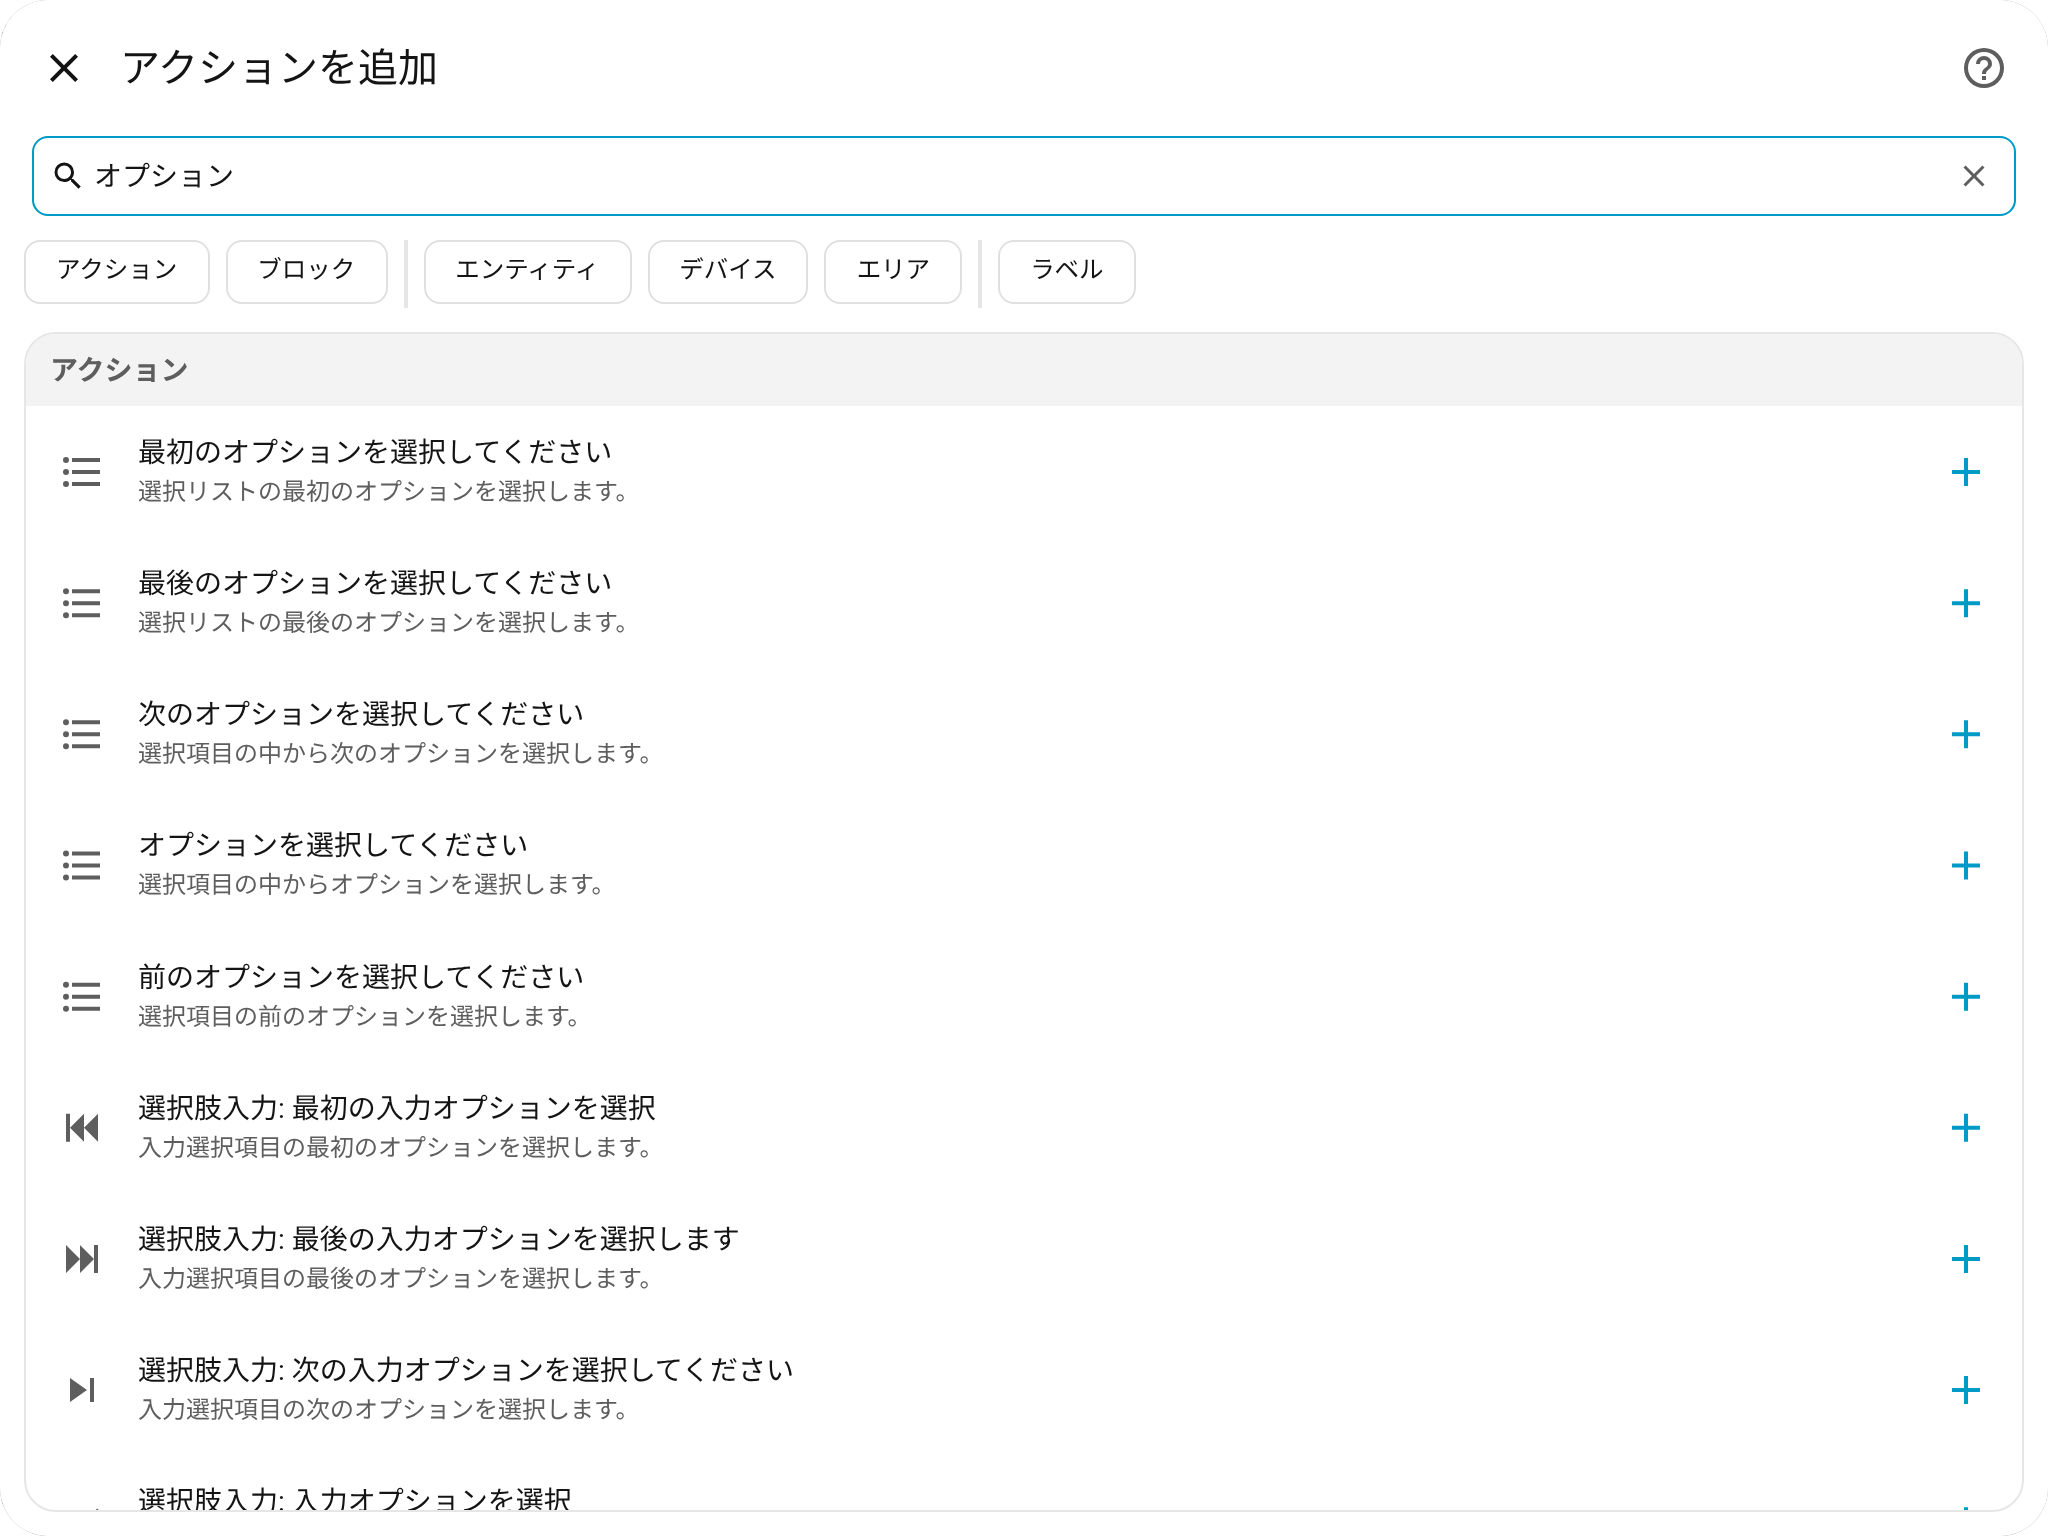 アクションを追加
オプション
アクション ブロック エンティティ デバイス エリア ラベル
アクション
最初のオプションを選択してください
選択リストの最初のオプションを選択します。
最後のオプションを選択してください
選択リストの最後のオプションを選択します。
次のオプションを選択してください
選択項目の中から次のオプションを選択します。
オプションを選択してください
選択項目の中からオプションを選択します。
前のオプションを選択してください
選択項目の前のオプションを選択します。
選択肢入力: 最初の入力オプションを選択
入力選択項目の最初のオプションを選択します。
選択肢入力: 最後の入力オプションを選択します
入力選択項目の最後のオプションを選択します。
選択肢入力: 次の入力オプションを選択してください
入力選択項目の次のオプションを選択します。
選択肢入力: 入力オプションを選択